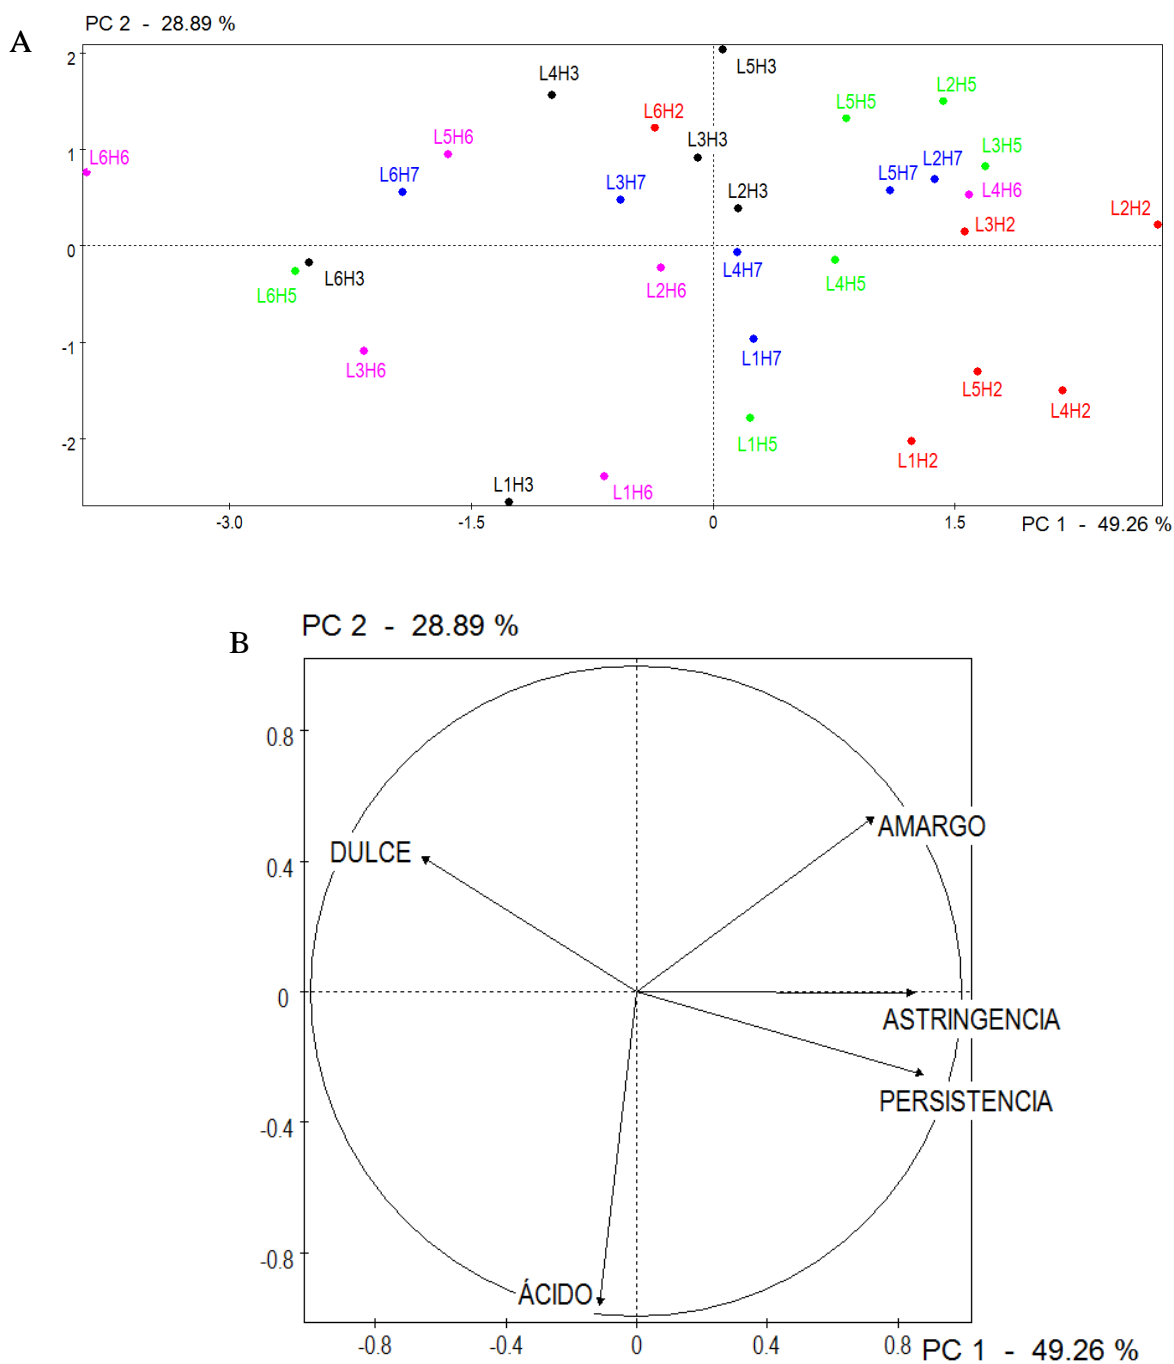 PC 2 - 28.89 %
A
2
L5H3
L4H3
L2H5
L5H5
L6H2
L5H6
L3H3
L3H5
1
L6H6
L2H7
L6H7
L3H7
L5H7
L4H6
L2H3
L2H2
L3H2
0
L4H7
L6H3
L4H5
L6H5
L2H6
-1
L1H7
L3H6
L5H2
L4H2
-2
L1H5
L1H2
L1H3
L1H6
-3.0 -1.5 0 1.5 PC 1 - 49.26 %
PC 2 - 28.89 %
B
0.8
AMARGO
DULCE
0.4
0
ASTRINGENCIA
PERSISTENCIA
-0.4
-0.8
ÁCIDO
-0.8 -0.4 0 0.4 0.8 PC 1 - 49.26 %